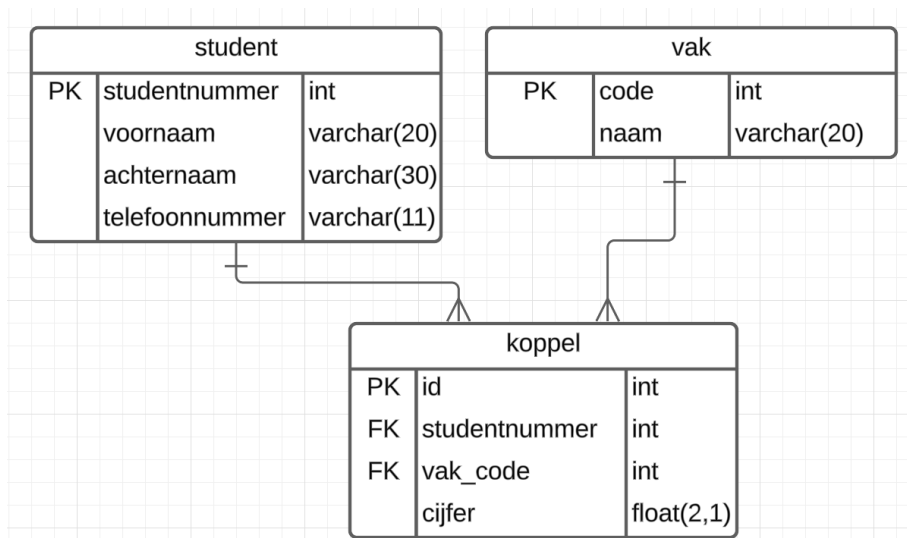 student
PK studentnummer int
voornaam varchar(20)
achternaam varchar(30)
telefoonnummer varchar(11)
vak
PK code int
naam varchar(20)
koppel
PK id int
FK studentnummer int
FK vak_code int
cijfer float(2,1)